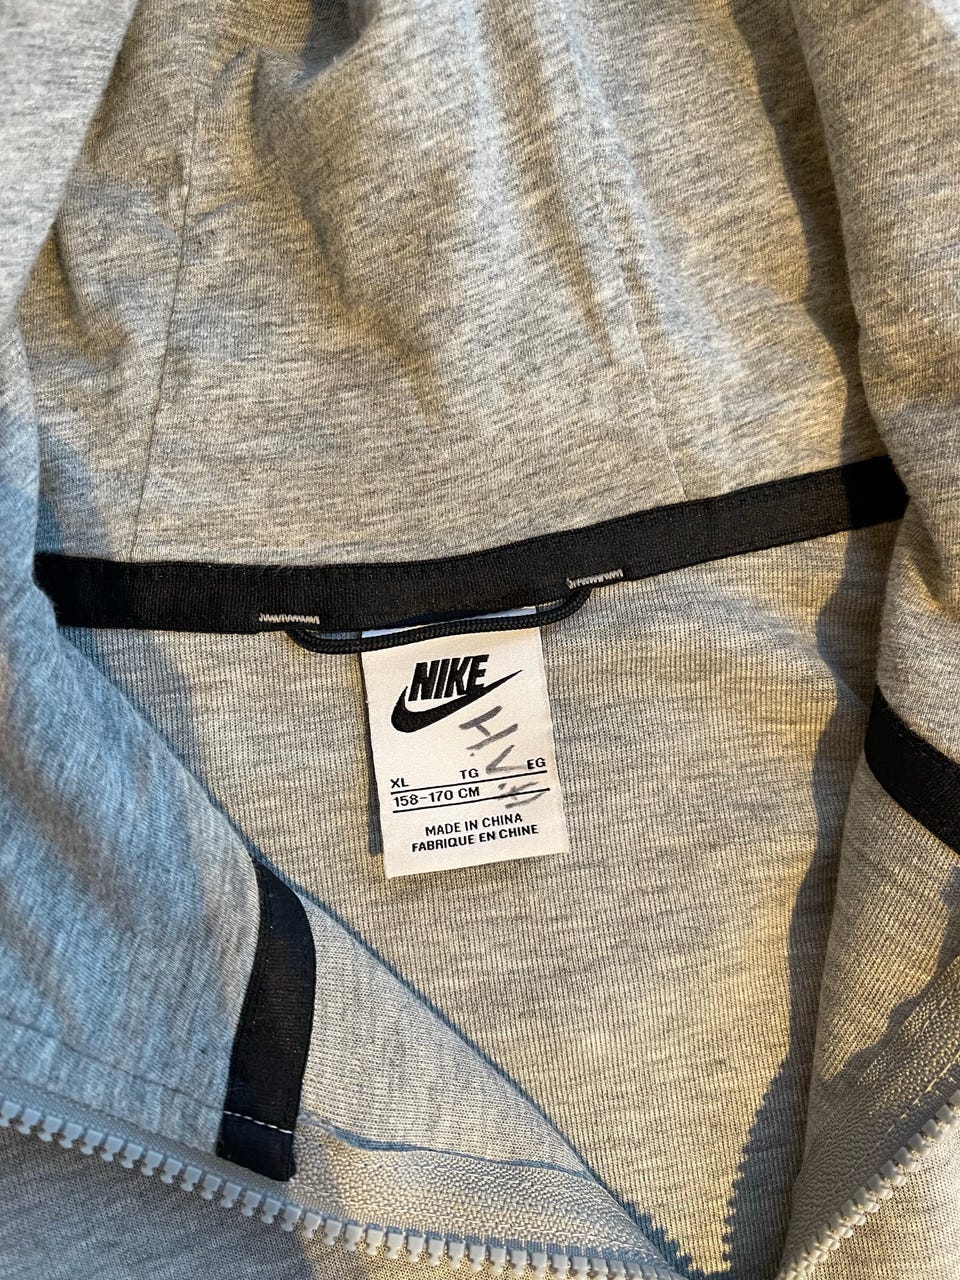 NIKE
H.V.A
XL TG EG
158-170 CM
MADE IN CHINA
FABRIQUE EN CHINE